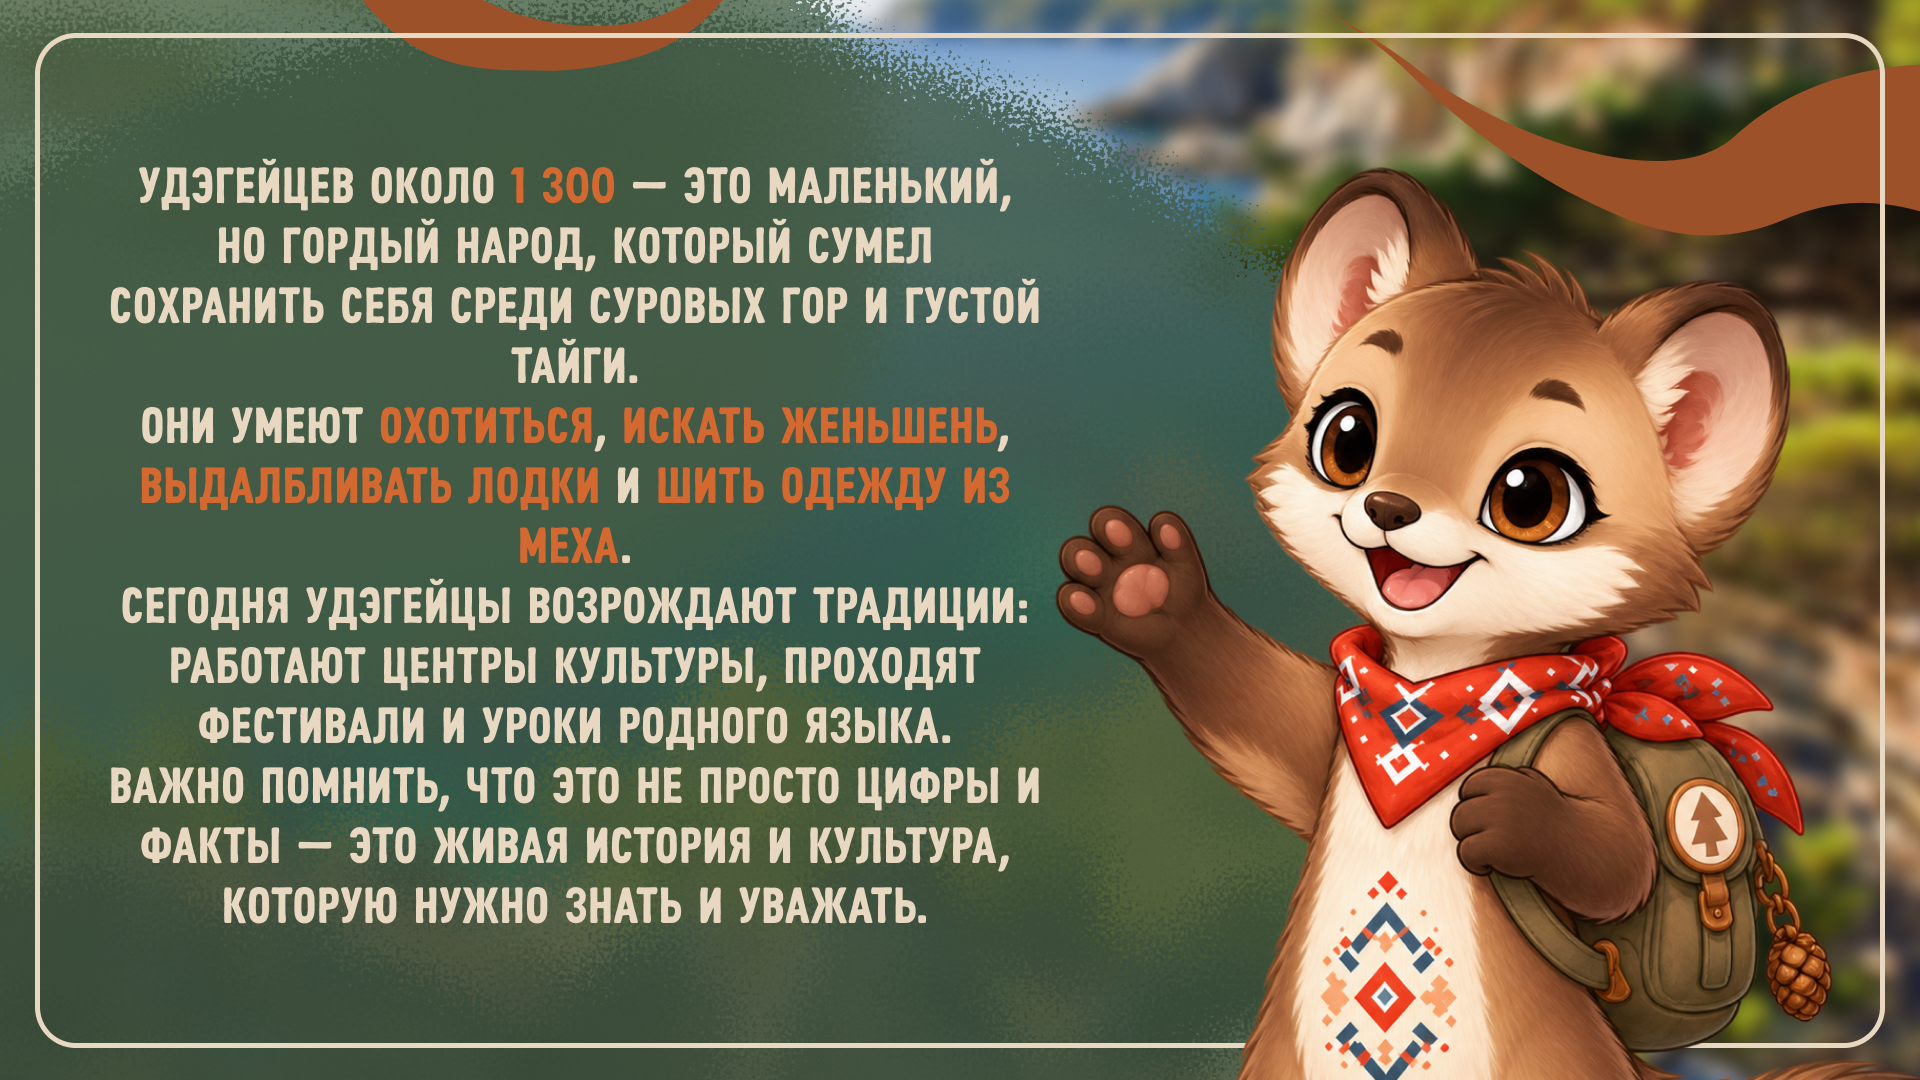 УДЭГЕЙЦЕВ ОКОЛО 1 300 — ЭТО МАЛЕНЬКИЙ,
НО ГОРДЫЙ НАРОД, КОТОРЫЙ СУМЕЛ
СОХРАНИТЬ СЕБЯ СРЕДИ СУРОВЫХ ГОР И ГУСТОЙ
ТАЙГИ.
ОНИ УМЕЮТ ОХОТИТЬСЯ, ИСКАТЬ ЖЕНЬШЕНЬ,
ВЫДАЛБЛИВАТЬ ЛОДКИ И ШИТЬ ОДЕЖДУ ИЗ
МЕХА.
СЕГОДНЯ УДЭГЕЙЦЫ ВОЗРОЖДАЮТ ТРАДИЦИИ:
РАБОТАЮТ ЦЕНТРЫ КУЛЬТУРЫ, ПРОХОДЯТ
ФЕСТИВАЛИ И УРОКИ РОДНОГО ЯЗЫКА.
ВАЖНО ПОМНИТЬ, ЧТО ЭТО НЕ ПРОСТО ЦИФРЫ И
ФАКТЫ — ЭТО ЖИВАЯ ИСТОРИЯ И КУЛЬТУРА,
КОТОРУЮ НУЖНО ЗНАТЬ И УВАЖАТЬ.